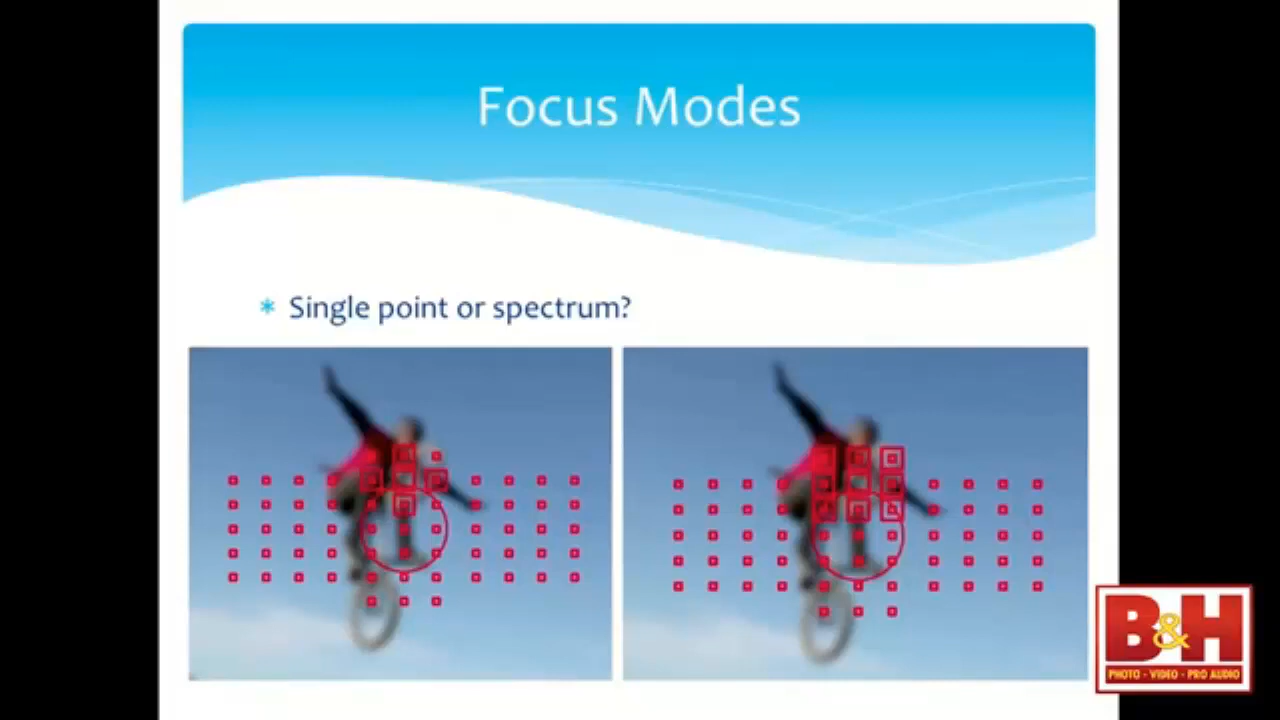 Focus Modes
* Single point or spectrum?
B&H
PHOTO - VIDEO - PRO AUDIO